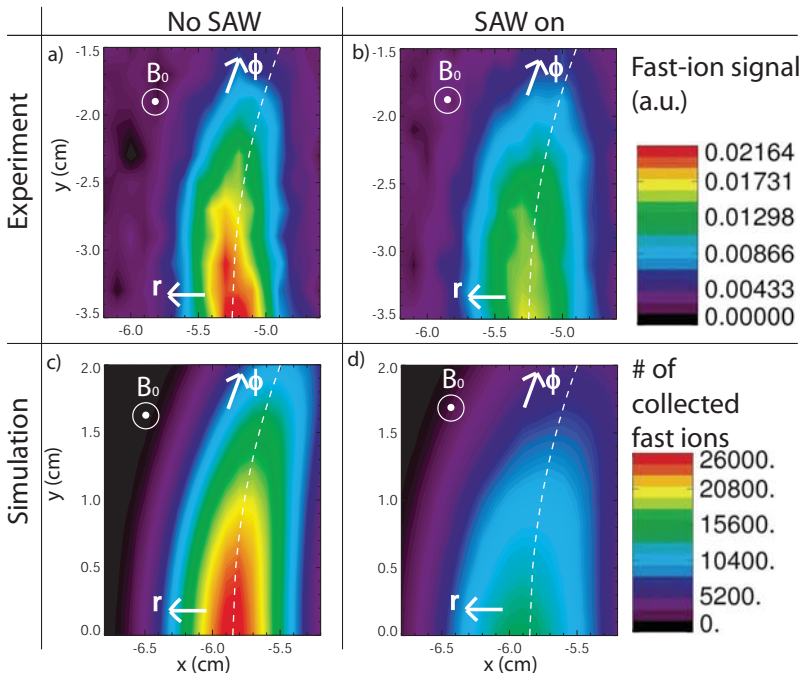 No SAW
SAW on
Experiment
a)
B₀
ϕ
r
y (cm)
-1.5
-2.0
-2.5
-3.0
-3.5
-6.0
-5.5
-5.0
b)
B₀
ϕ
r
-1.5
-2.0
-2.5
-3.0
-3.5
-6.0
-5.5
-5.0
Fast-ion signal
(a.u.)
0.02164
0.01731
0.01298
0.00866
0.00433
0.00000
Simulation
c)
B₀
ϕ
r
y (cm)
2.0
1.5
1.0
0.5
0.0
-6.5
-6.0
-5.5
x (cm)
d)
B₀
ϕ
r
2.0
1.5
1.0
0.5
0.0
-6.5
-6.0
-5.5
x (cm)
# of
collected
fast ions
26000.
20800.
15600.
10400.
5200.
0.